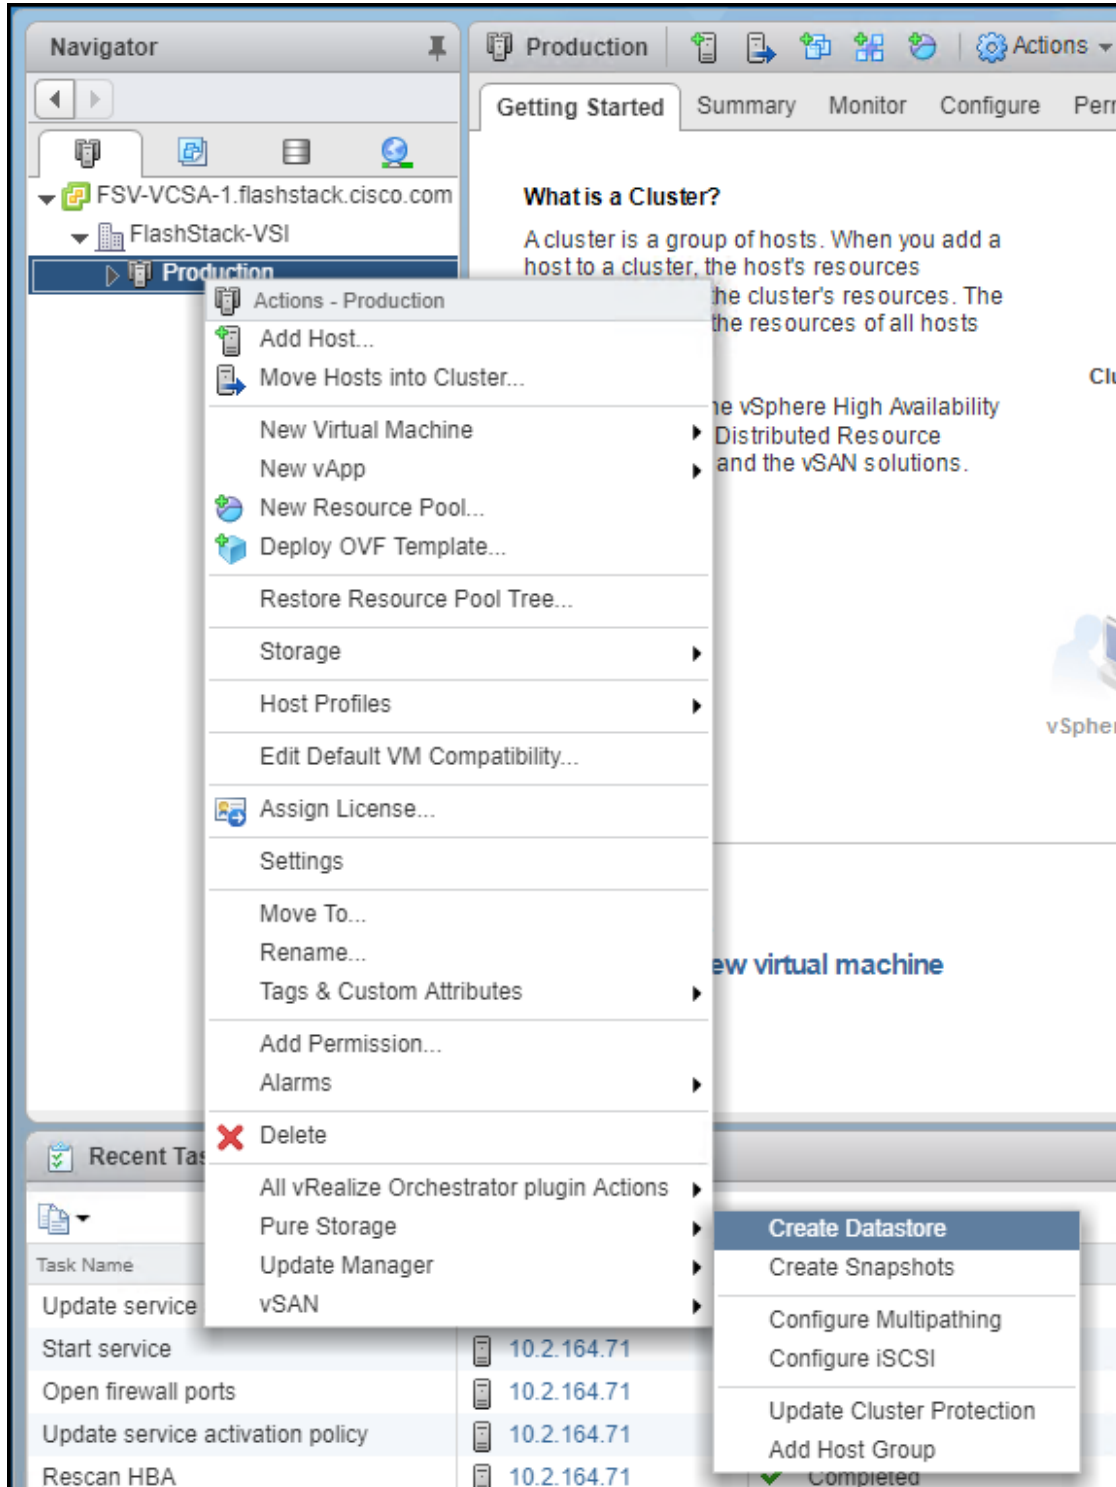 Navigator
Production
Actions
Getting Started
Summary
Monitor
Configure
FSV-VCSA-1.flashstack.cisco.com
FlashStack-VSI
Production
What is a Cluster?
A cluster is a group of hosts. When you add a
host to a cluster, the host's resources
the cluster's resources. The
the resources of all hosts
vSphere High Availability
Distributed Resource
and the vSAN solutions.
Actions - Production
Add Host...
Move Hosts into Cluster...
New Virtual Machine
New vApp
New Resource Pool...
Deploy OVF Template...
Restore Resource Pool Tree...
Storage
Host Profiles
Edit Default VM Compatibility...
Assign License...
Settings
Move To...
Rename...
Tags & Custom Attributes
Add Permission...
Alarms
Delete
All vRealize Orchestrator plugin Actions
Pure Storage
Update Manager
vSAN
virtual machine
Create Datastore
Create Snapshots
Configure Multipathing
Configure iSCSI
Update Cluster Protection
Add Host Group
Recent
Task Name
Update service
Start service
10.2.164.71
Open firewall ports
10.2.164.71
Update service activation policy
10.2.164.71
Rescan HBA
10.2.164.71
Completed